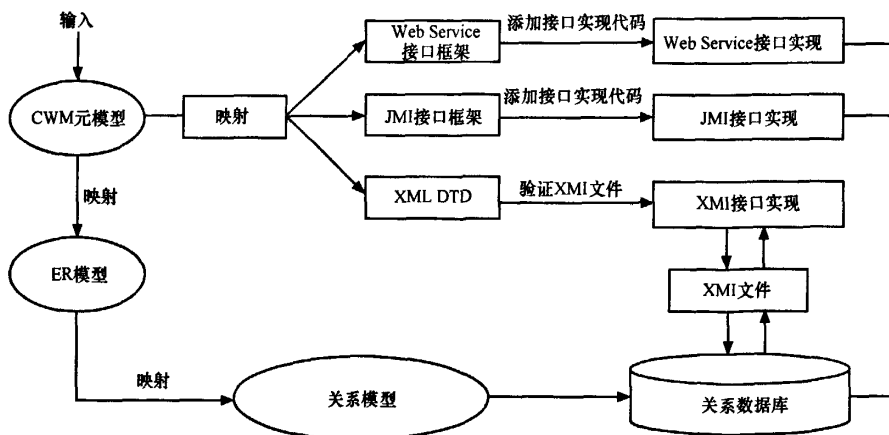 输入
CWM元模型
映射
Web Service
接口框架
添加接口实现代码
Web Service接口实现
JMI接口框架
添加接口实现代码
JMI接口实现
XML DTD
验证XMI文件
XMI接口实现
映射
ER模型
XMI文件
映射
关系模型
关系数据库